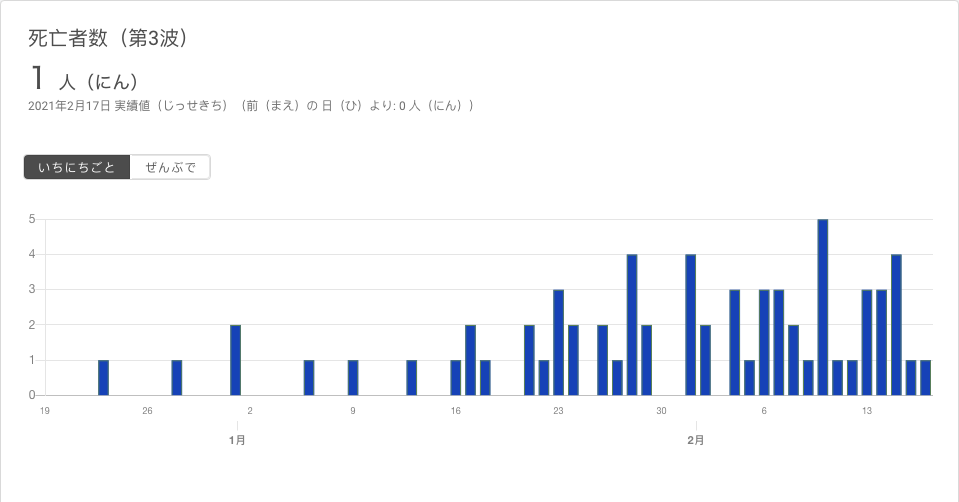 死亡者数（第3波）
1 人（にん）
2021年2月17日 実績値（じっせきち）（前（まえ）の 日（ひ）より: 0 人（にん））
いちにちごと ぜんぶで
5
4
3
2
1
0
19 26 2 9 16 23 30 6 13
1月 2月